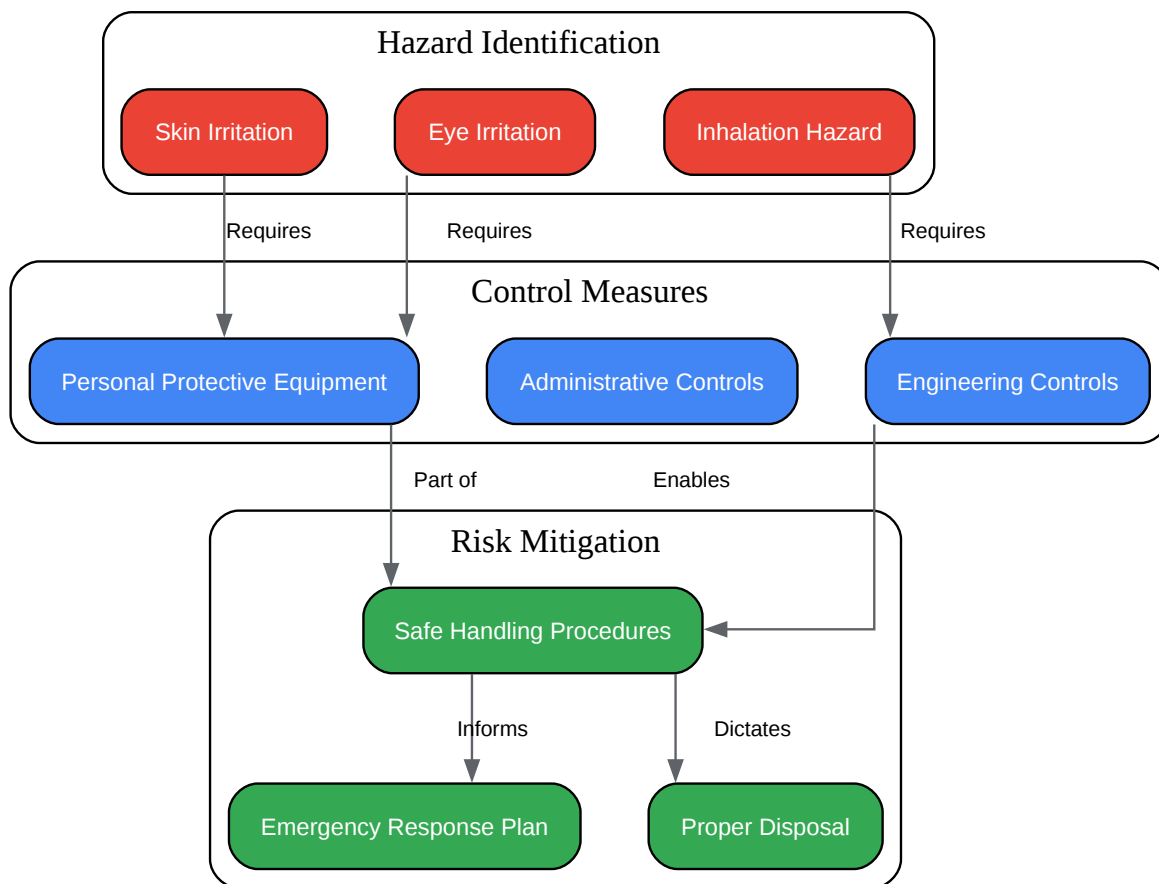 Hazard Identification
Skin Irritation
Eye Irritation
Inhalation Hazard
Requires
Requires
Requires
Control Measures
Personal Protective Equipment
Administrative Controls
Engineering Controls
Part of
Enables
Risk Mitigation
Safe Handling Procedures
Informs
Dictates
Emergency Response Plan
Proper Disposal